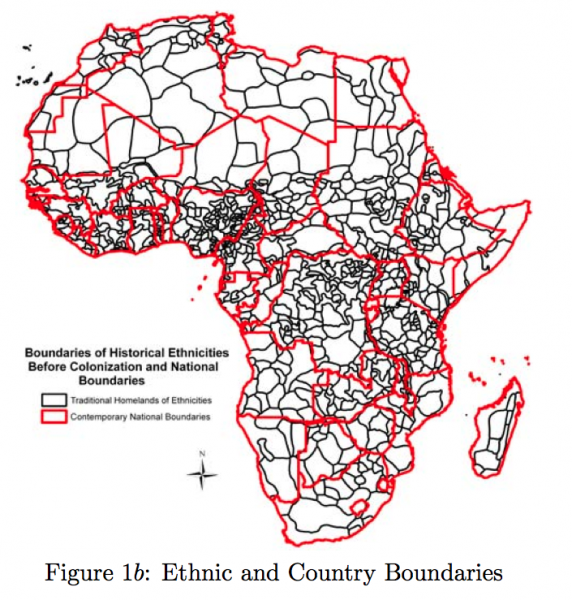 Boundaries of Historical Ethnicities
Before Colonization and National
Boundaries
Traditional Homelands of Ethnicities
Contemporary National Boundaries
N
Figure 1b: Ethnic and Country Boundaries